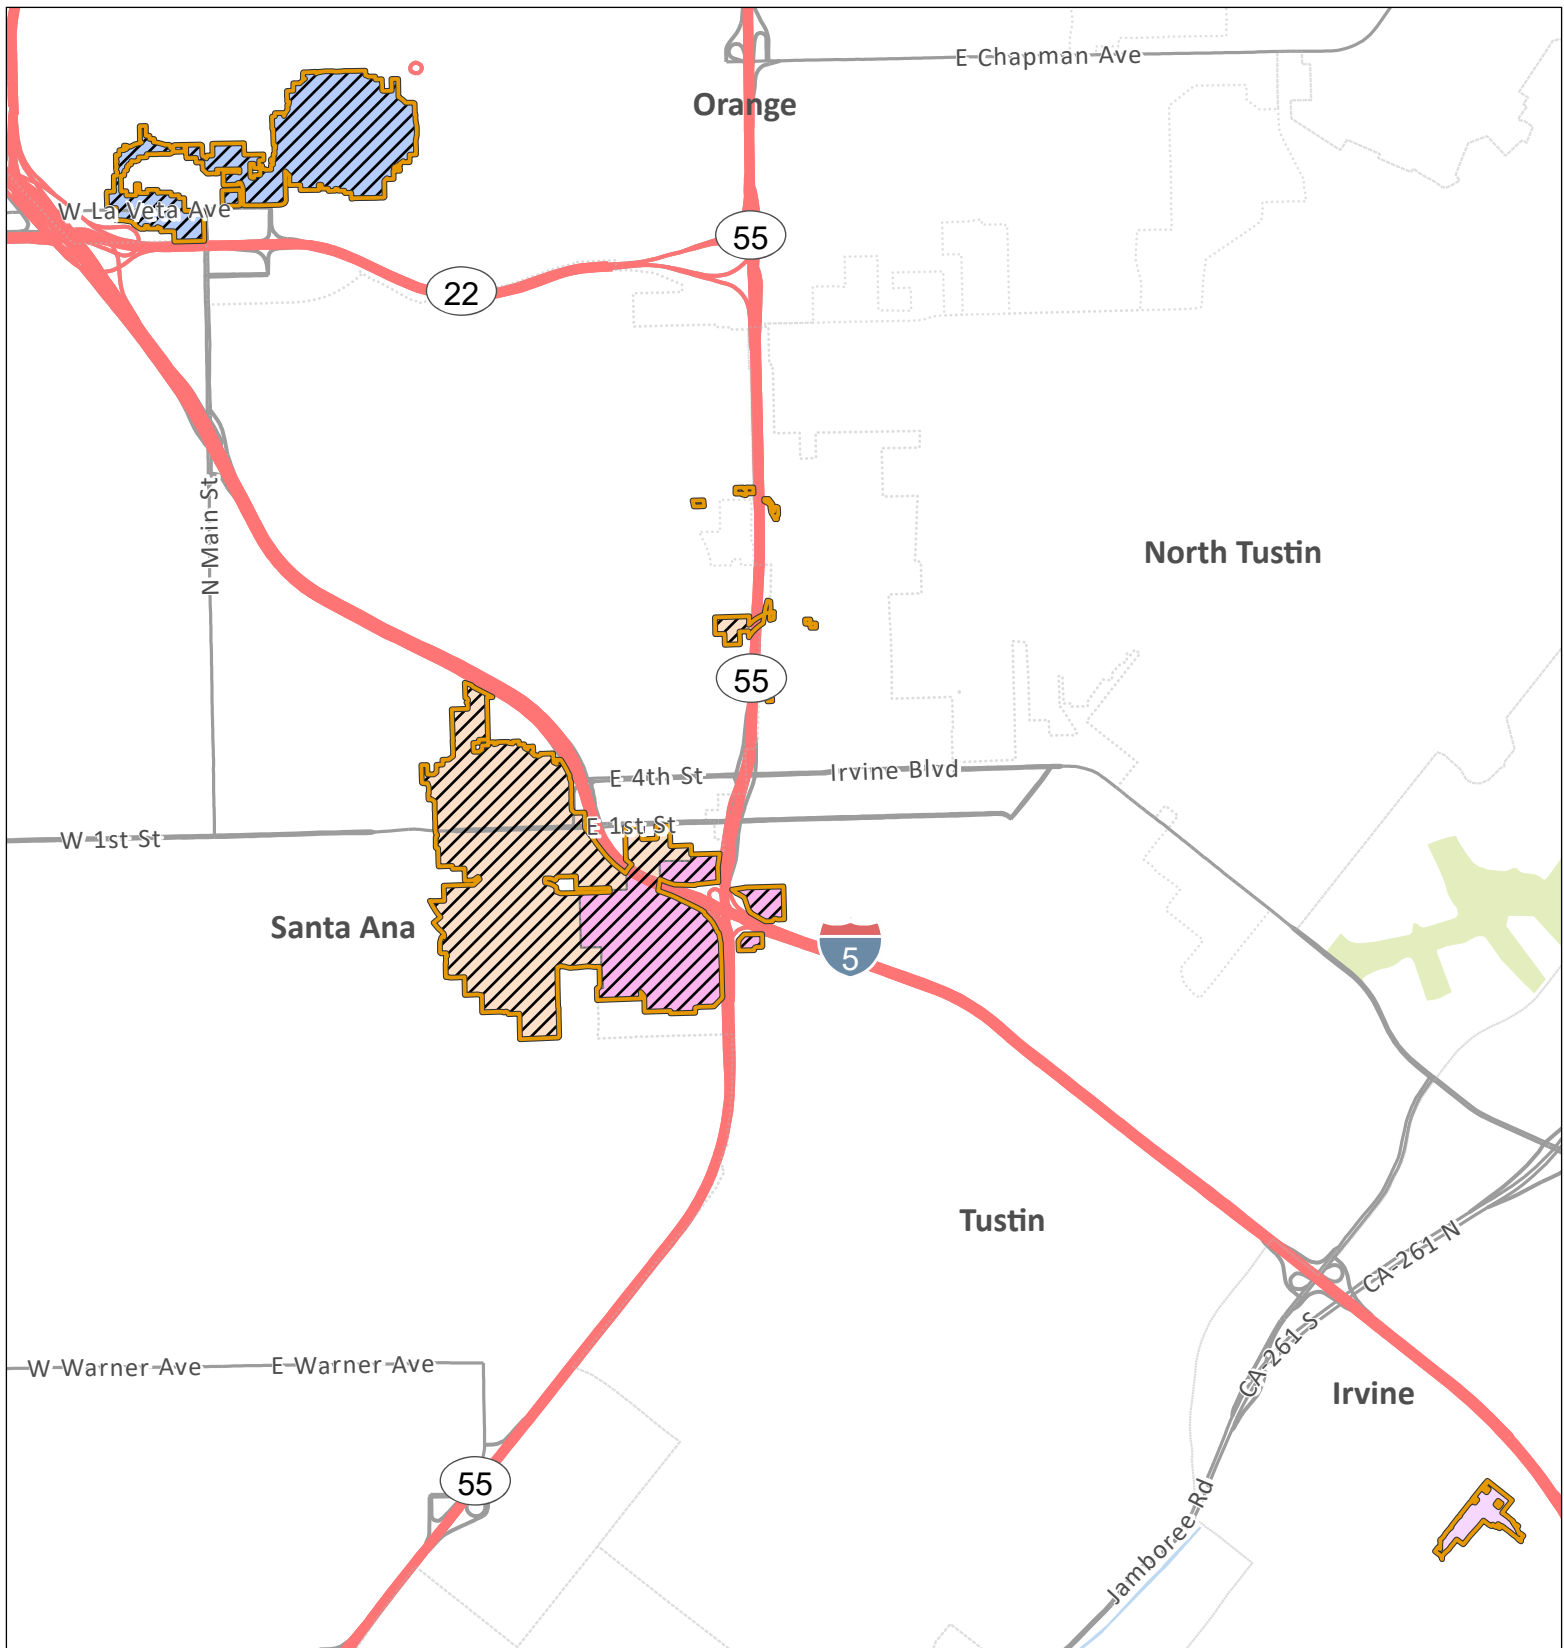 E Chapman Ave
Orange
W La Veta Ave
55
22
N Main St
North Tustin
55
E 4th St
Irvine Blvd
E 1st St
W 1st St
Santa Ana
5
Tustin
CA-261 N
CA-261 S
W Warner Ave
E Warner Ave
Irvine
55
Jamboree Rd